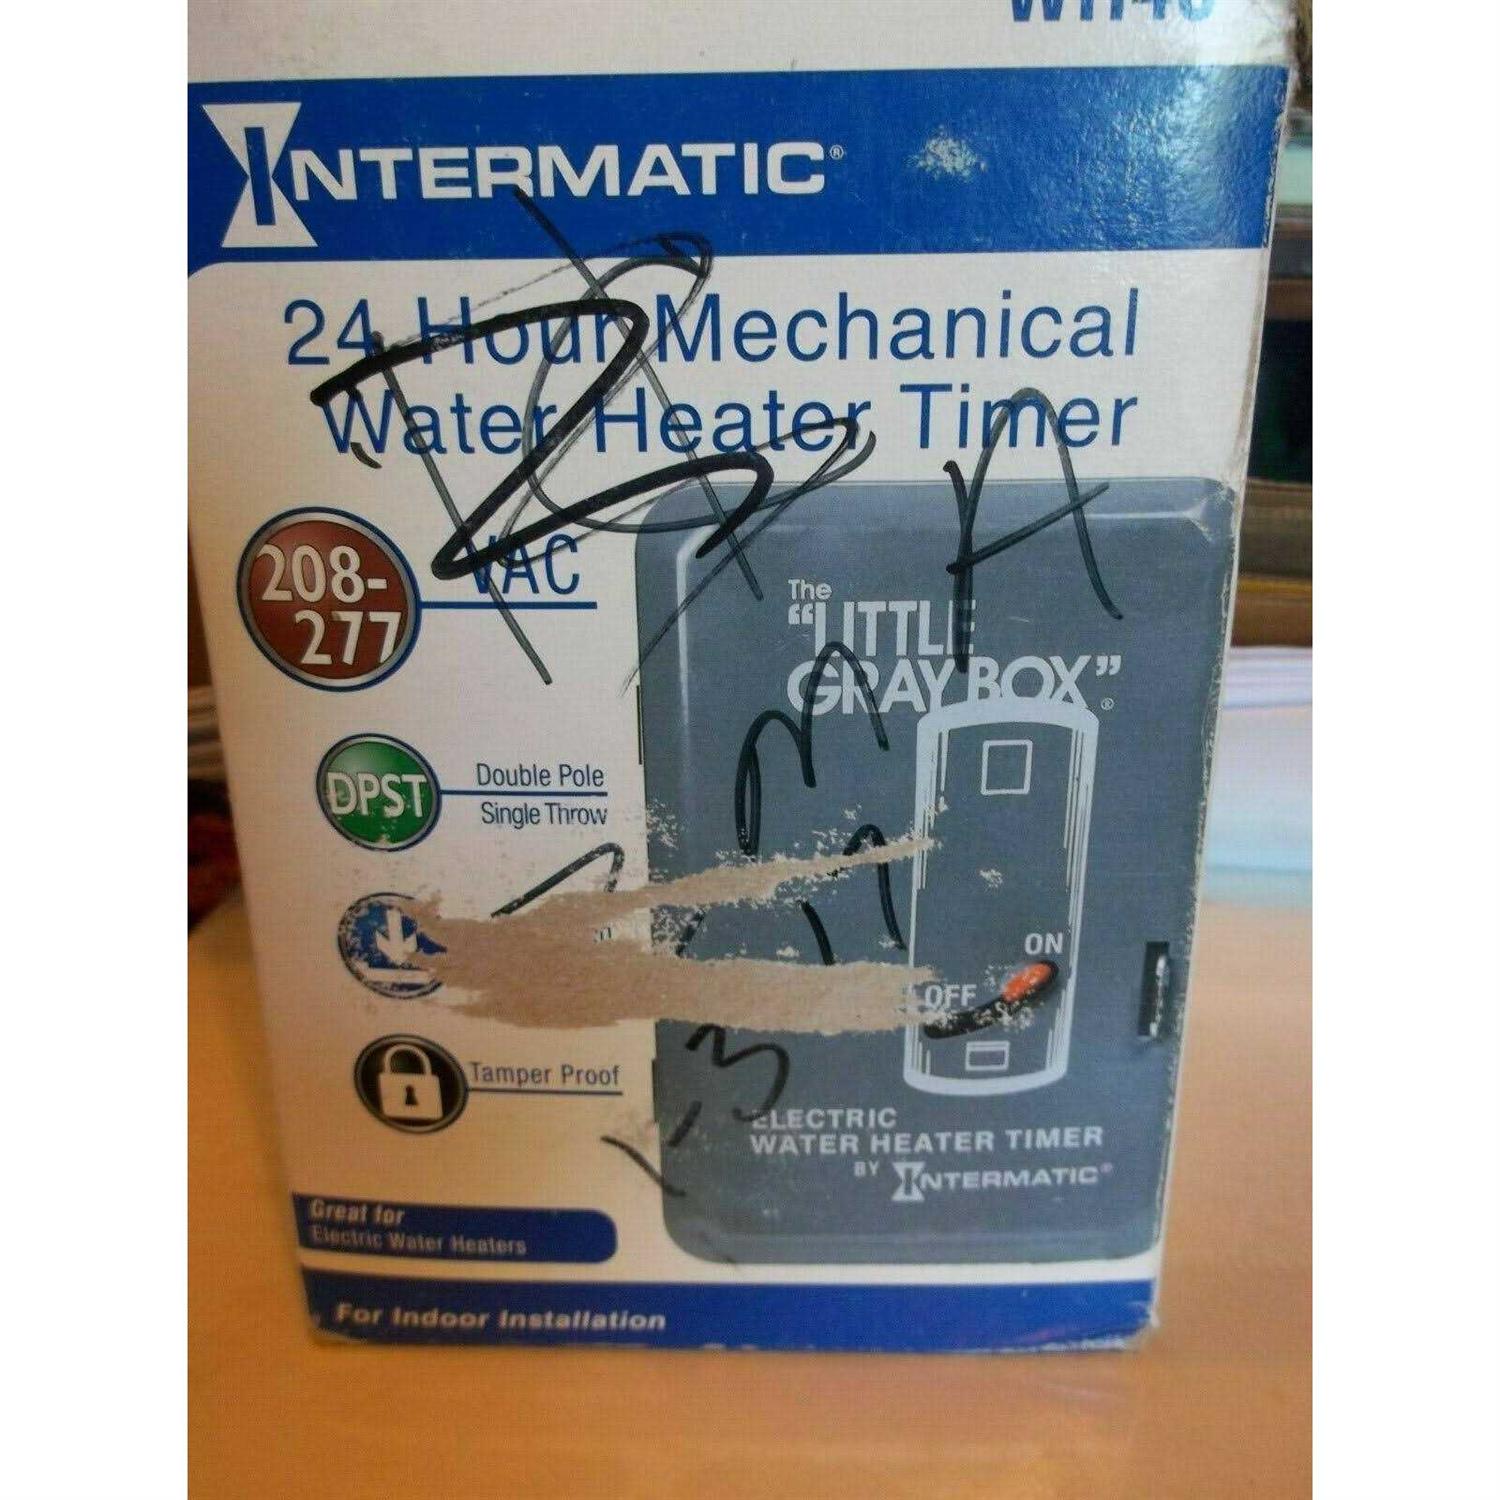 WH40
INTERMATIC®
24 Hour Mechanical
Water Heater Timer
208-
277
VAC
The
"LITTLE
GRAY BOX"®
DPST
Double Pole
Single Throw
ON
OFF
Tamper Proof
ELECTRIC
WATER HEATER TIMER
BY INTERMATIC®
Great for
Electric Water Heaters
For Indoor Installation